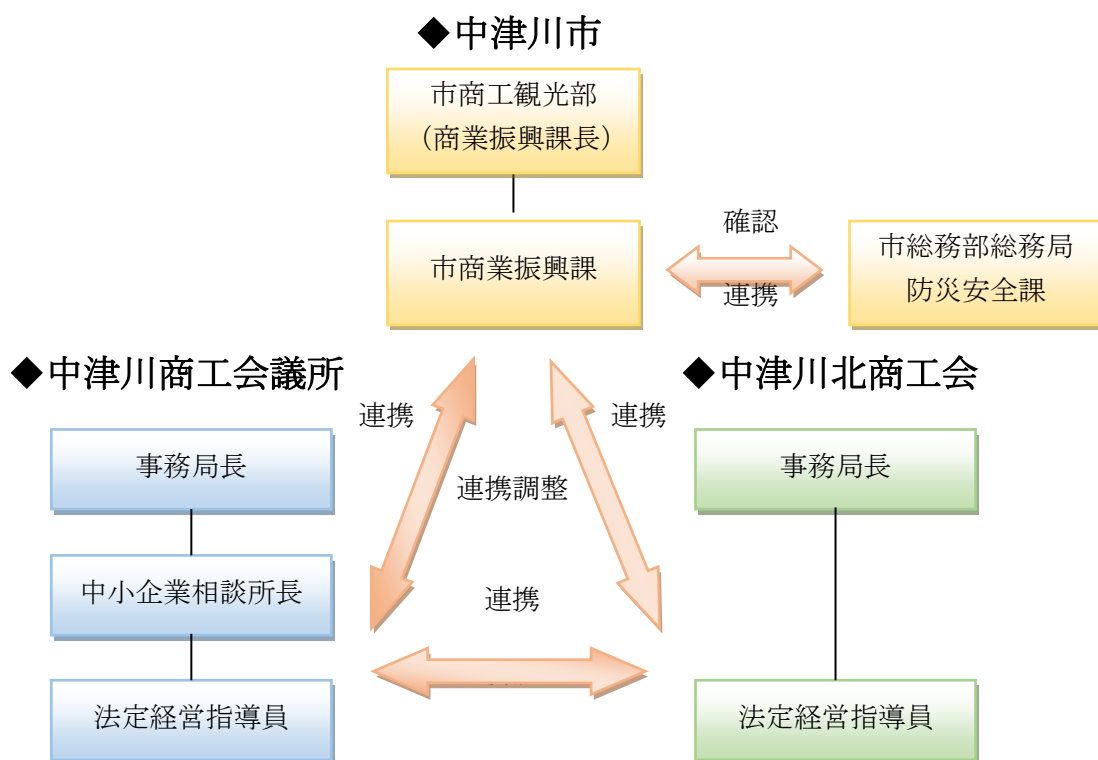 ◆中津川市
市商工観光部
（商業振興課長）
市商業振興課
確認
連携
市総務部総務局
防災安全課
◆中津川商工会議所
◆中津川北商工会
連携
連携
事務局長
事務局長
連携調整
中小企業相談所長
連携
法定経営指導員
法定経営指導員